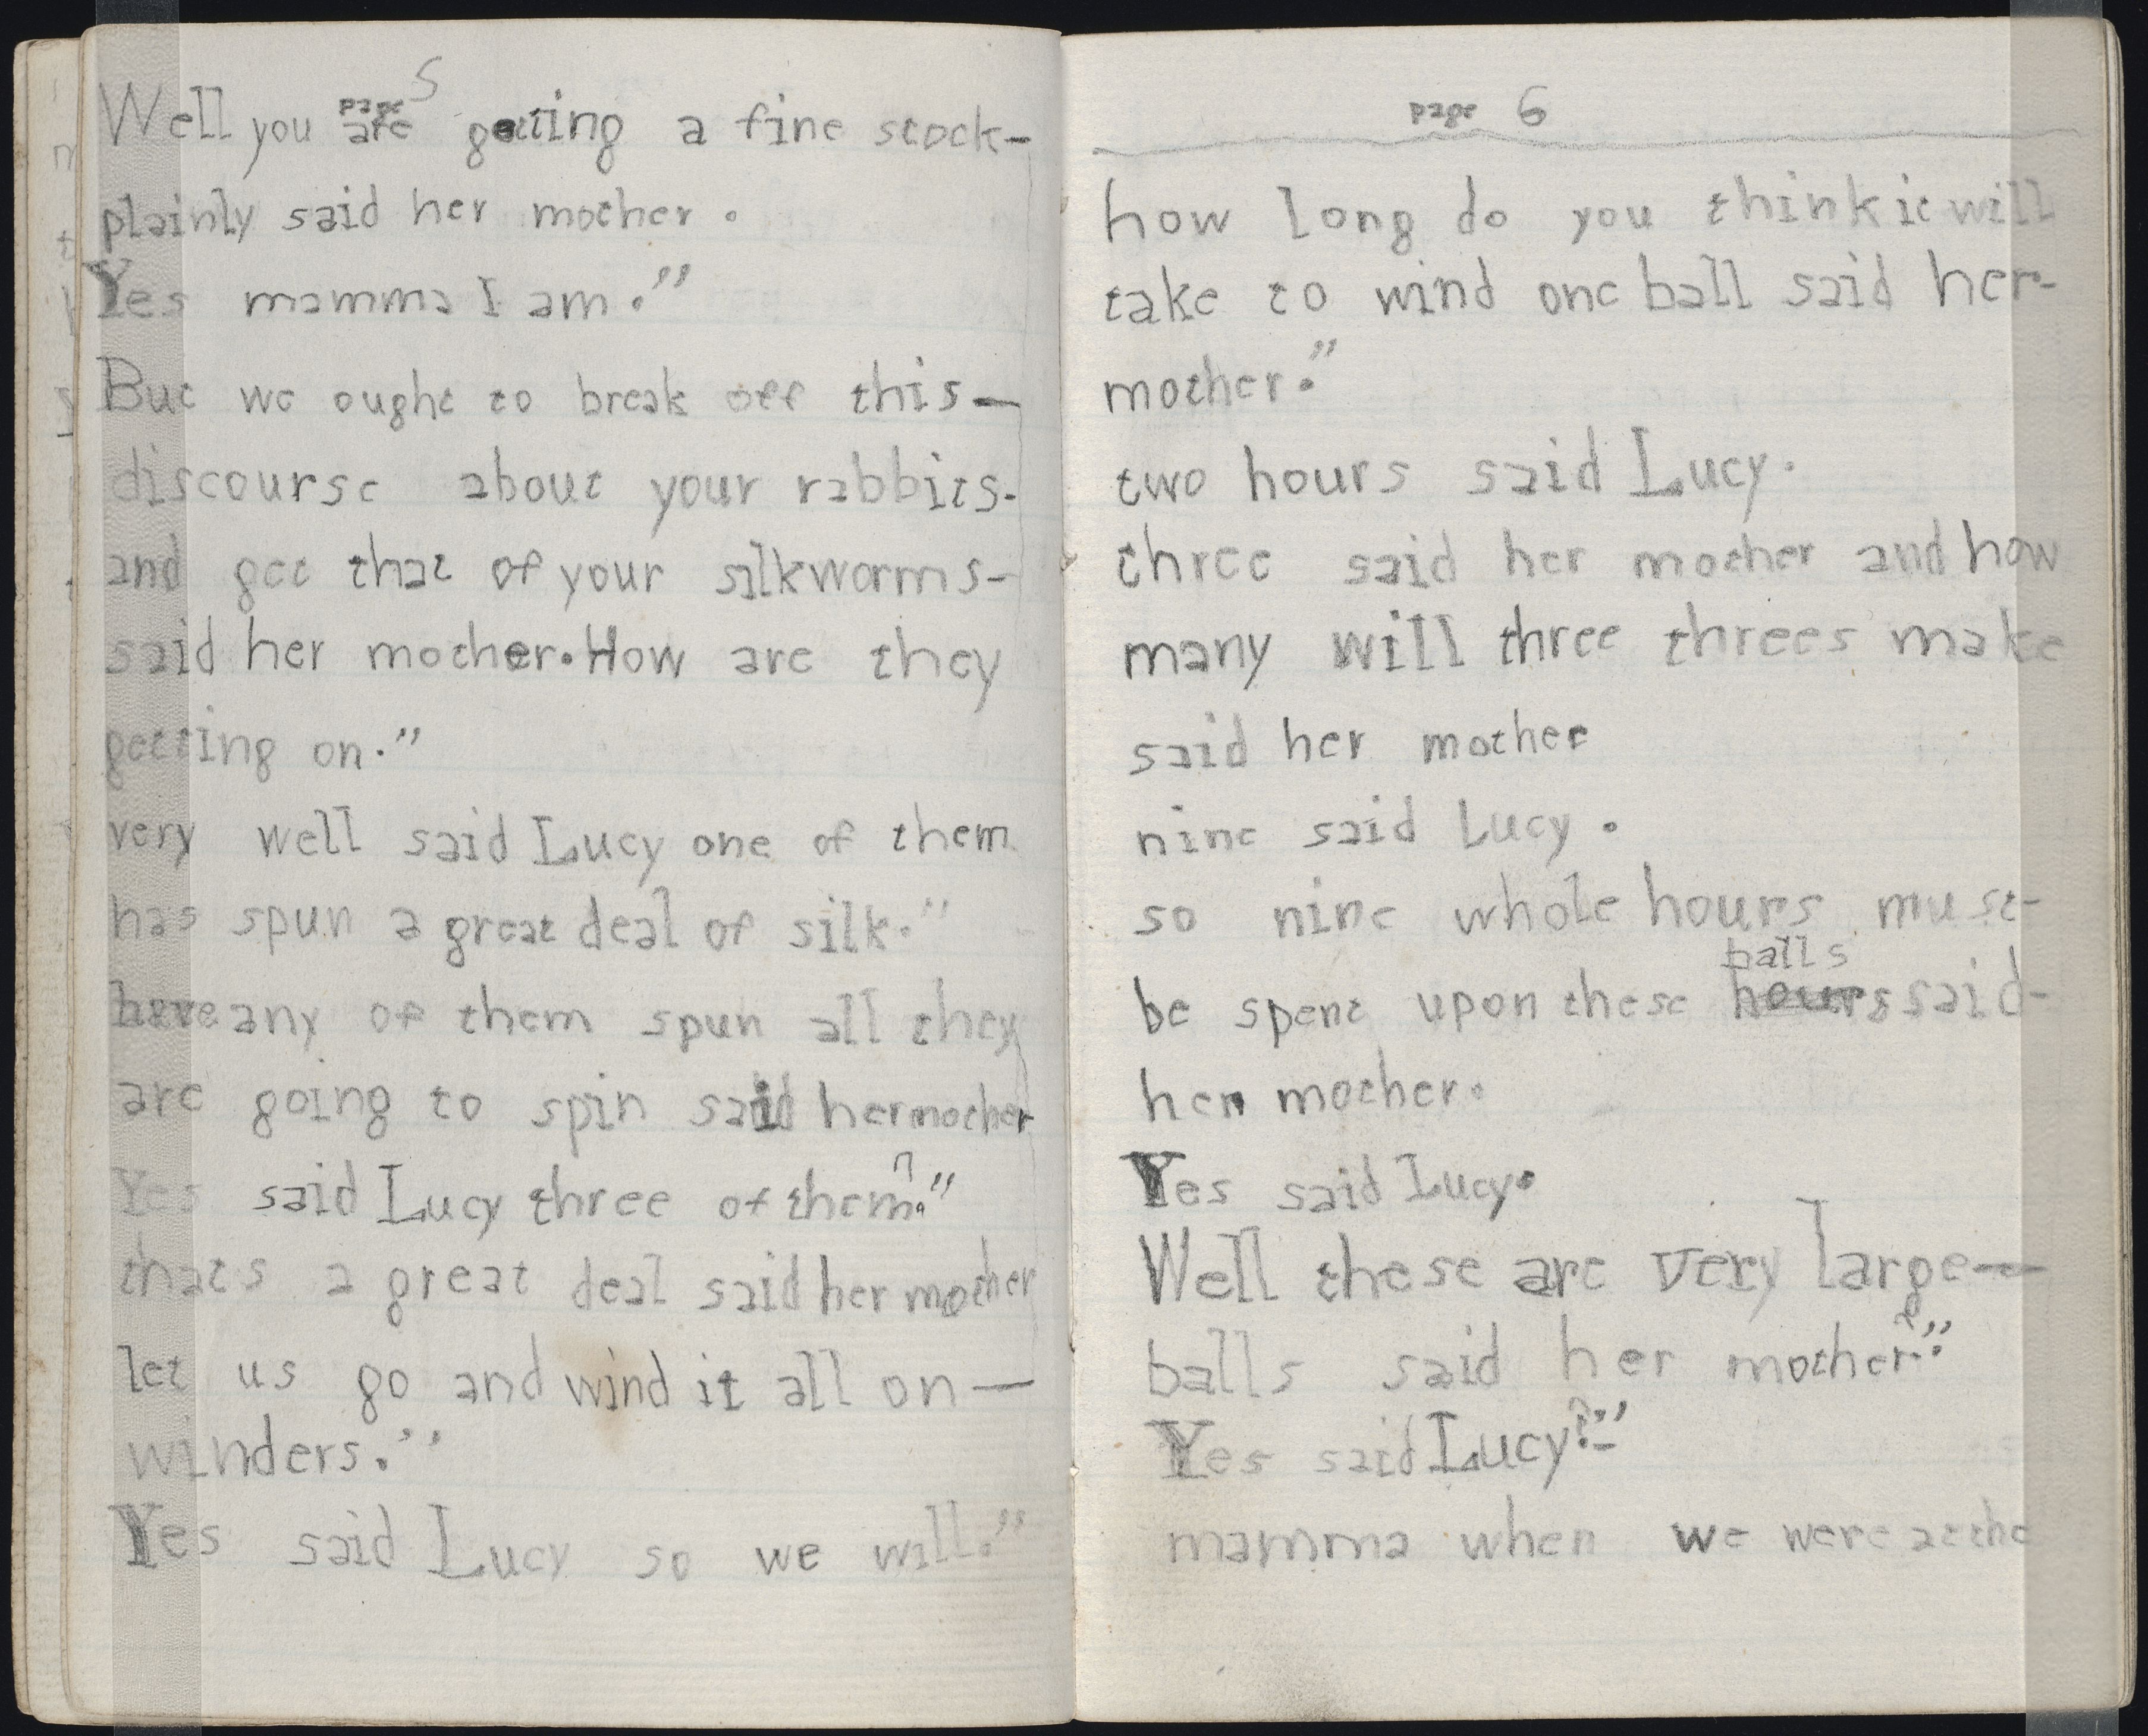 page 5
Well you are getting a fine stock-
plainly said her mother.
Yes mamma I am."
But we ought to break off this-
discourse about your rabbits-
and get that of your silkworms-
said her mother. How are they
getting on."
very well said Lucy one of them
has spun a great deal of silk."
have any of them spun all they
are going to spin said her mother
Yes said Lucy three of them?."
thats a great deal said her mother
let us go and wind it all on-
winders."
Yes said Lucy so we will."
page 6
how long do you think it will
take to wind one ball said her-
mother."
two hours said Lucy.
three said her mother and how
many will three threes make
said her mother
nine said Lucy.
so nine whole hours must-
balls
be spent upon these hours said-
her mother.
Yes said Lucy.
Well these are very large-
balls said her mother?."
Yes said Lucy?."-
mamma when we were at the